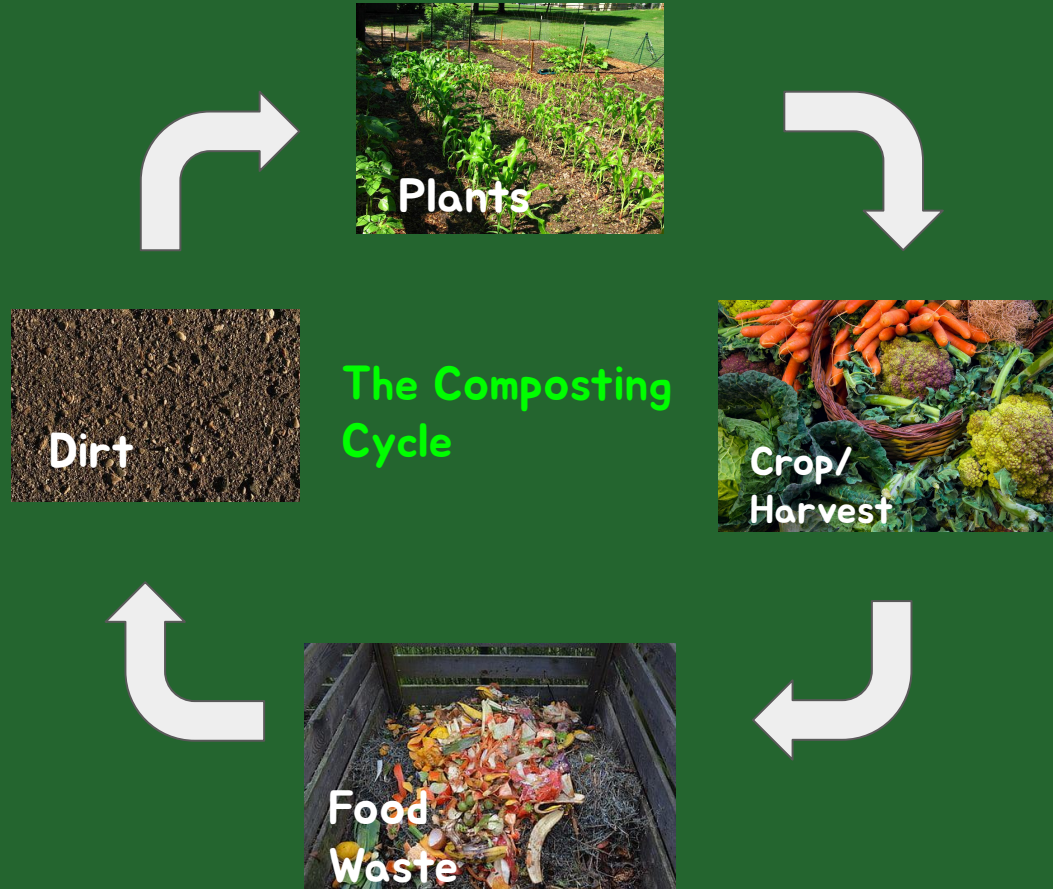 Plants
The Composting
Cycle
Dirt
Crop/
Harvest
Food
Waste